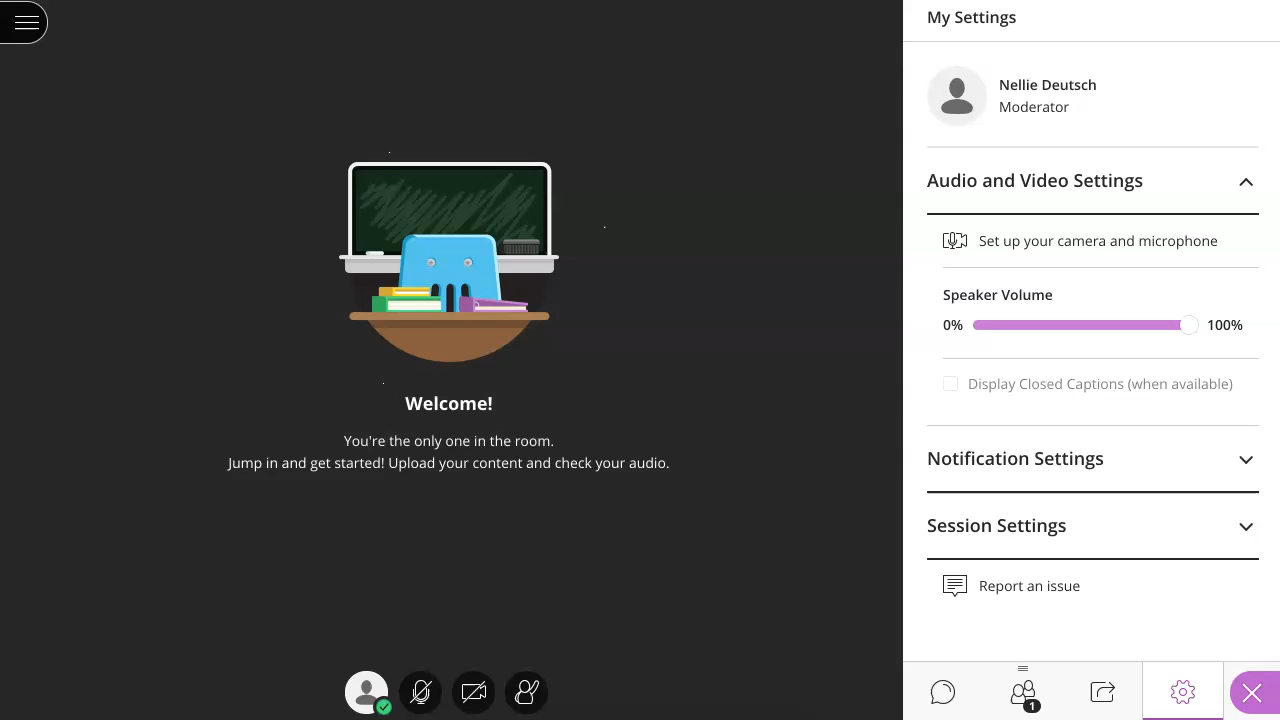 My Settings
Nellie Deutsch
Moderator
Audio and Video Settings
Set up your camera and microphone
Speaker Volume
0% 100%
Display Closed Captions (when available)
Welcome!
You're the only one in the room.
Jump in and get started! Upload your content and check your audio.
Notification Settings
Session Settings
Report an issue
1